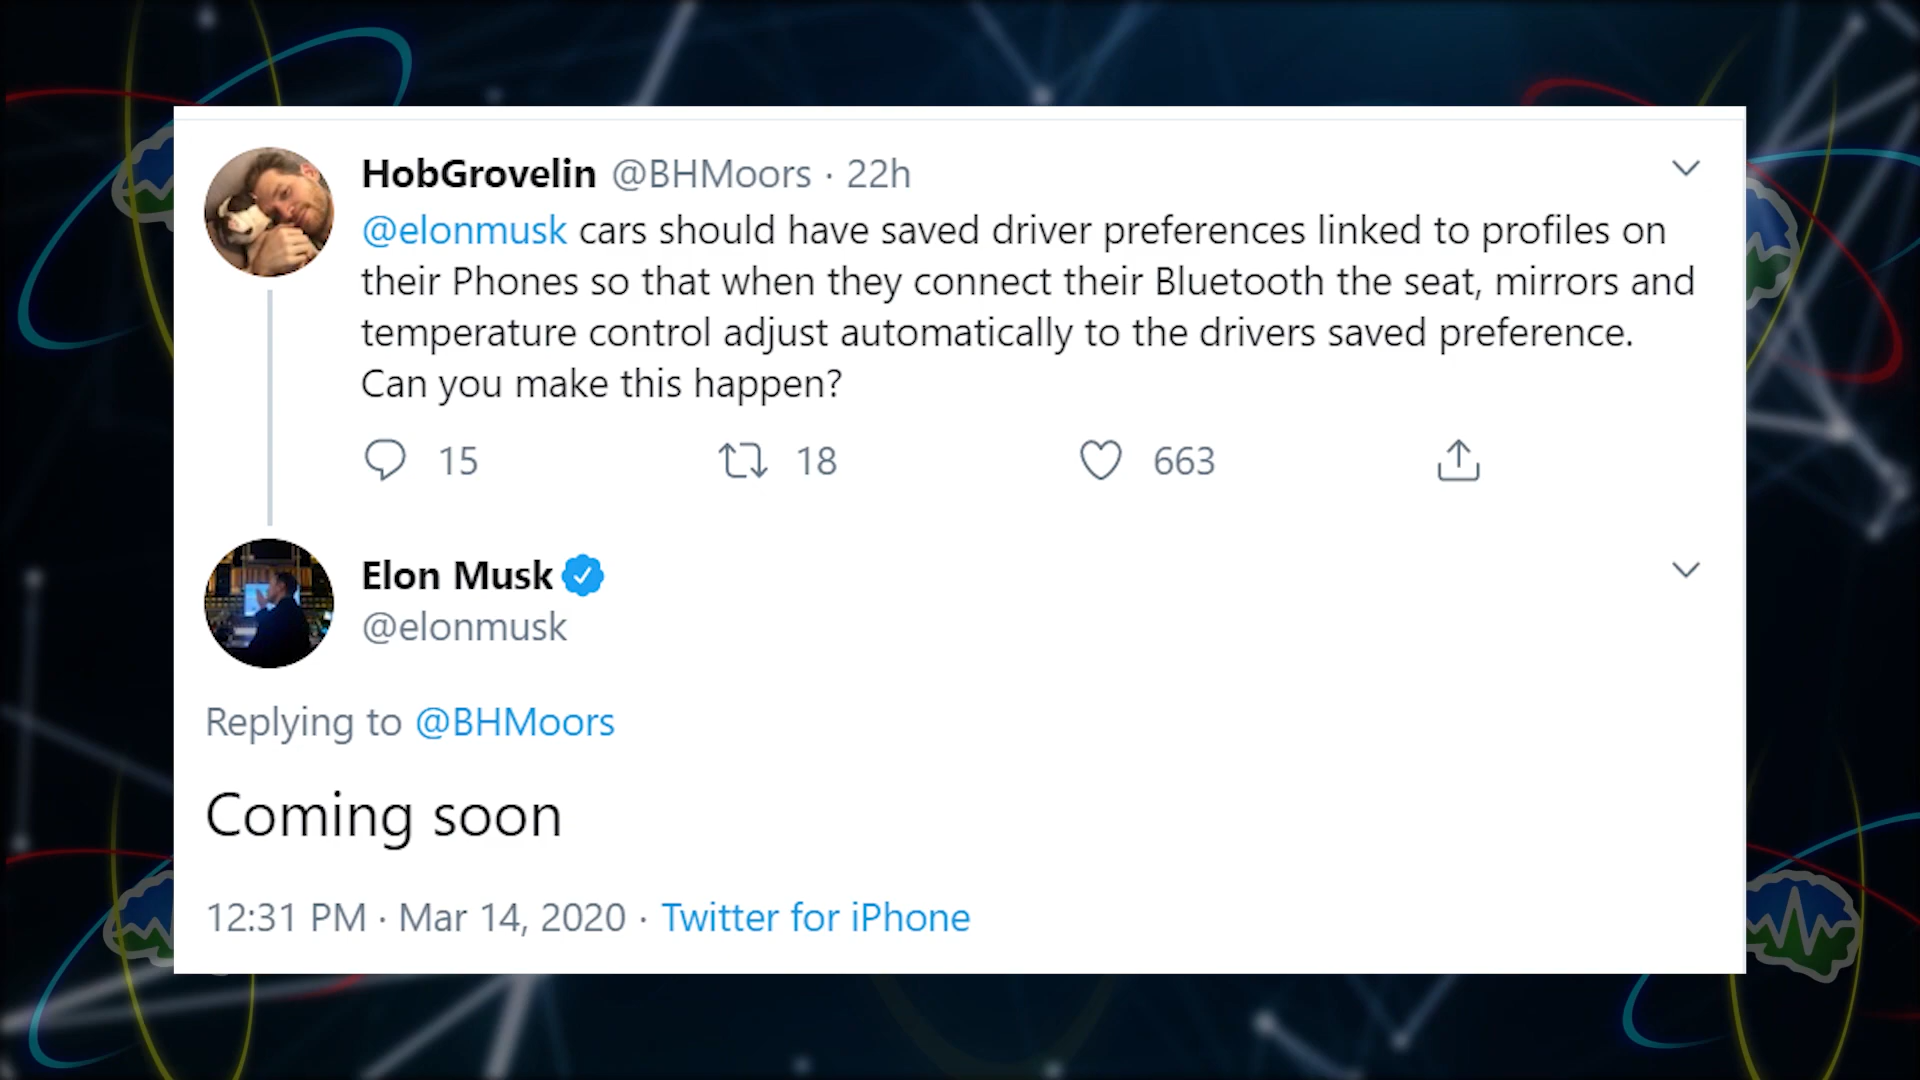 HobGrovelin @BHMoors · 22h
@elonmusk cars should have saved driver preferences linked to profiles on
their Phones so that when they connect their Bluetooth the seat, mirrors and
temperature control adjust automatically to the drivers saved preference.
Can you make this happen?
15 18 663
Elon Musk
@elonmusk
Replying to @BHMoors
Coming soon
12:31 PM · Mar 14, 2020 · Twitter for iPhone